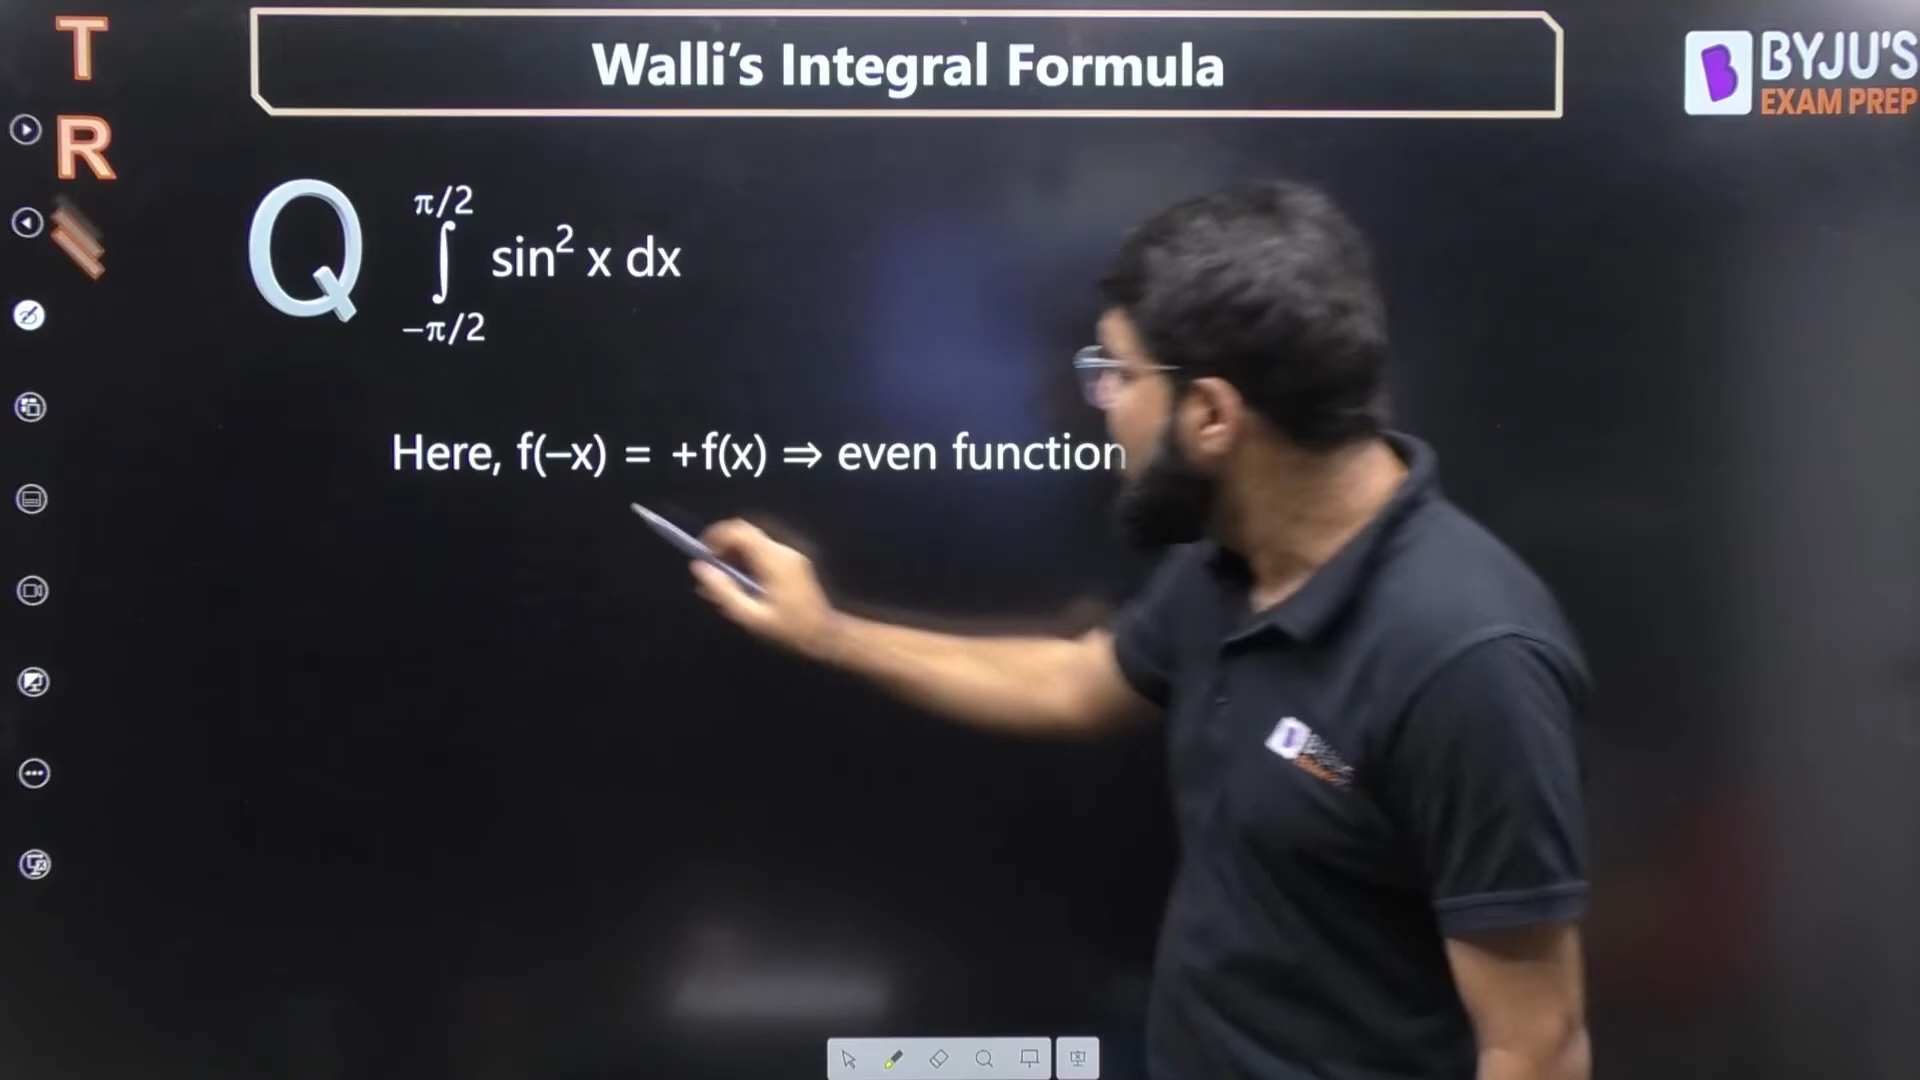 T
R
Walli's Integral Formula
BYJU'S
EXAM PREP
Q
π/2
∫ sin² x dx
–π/2
Here, f(–x) = +f(x) ⇒ even function